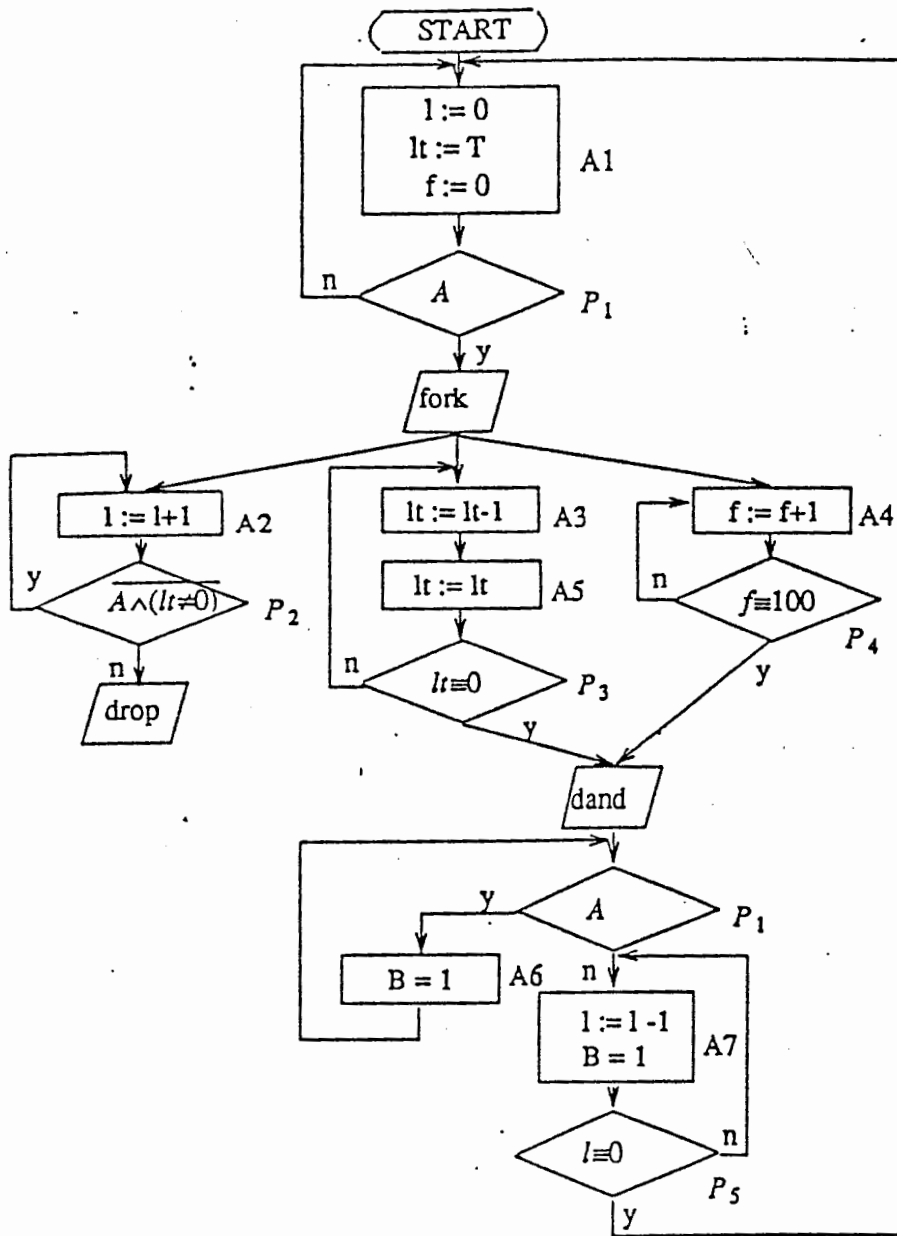 START
l := 0
lt := T
f := 0
A1
n
A
P1
y
fork
l := l+1
A2
lt := lt-1
A3
f := f+1
A4
lt := lt
A5
y
A∧(lt≠0)
P2
n
f≡100
P4
n
lt≡0
P3
n
drop
y
y
dand
y
A
P1
B = 1
A6
n
l := l -1
B = 1
A7
l≡0
n
P5
y